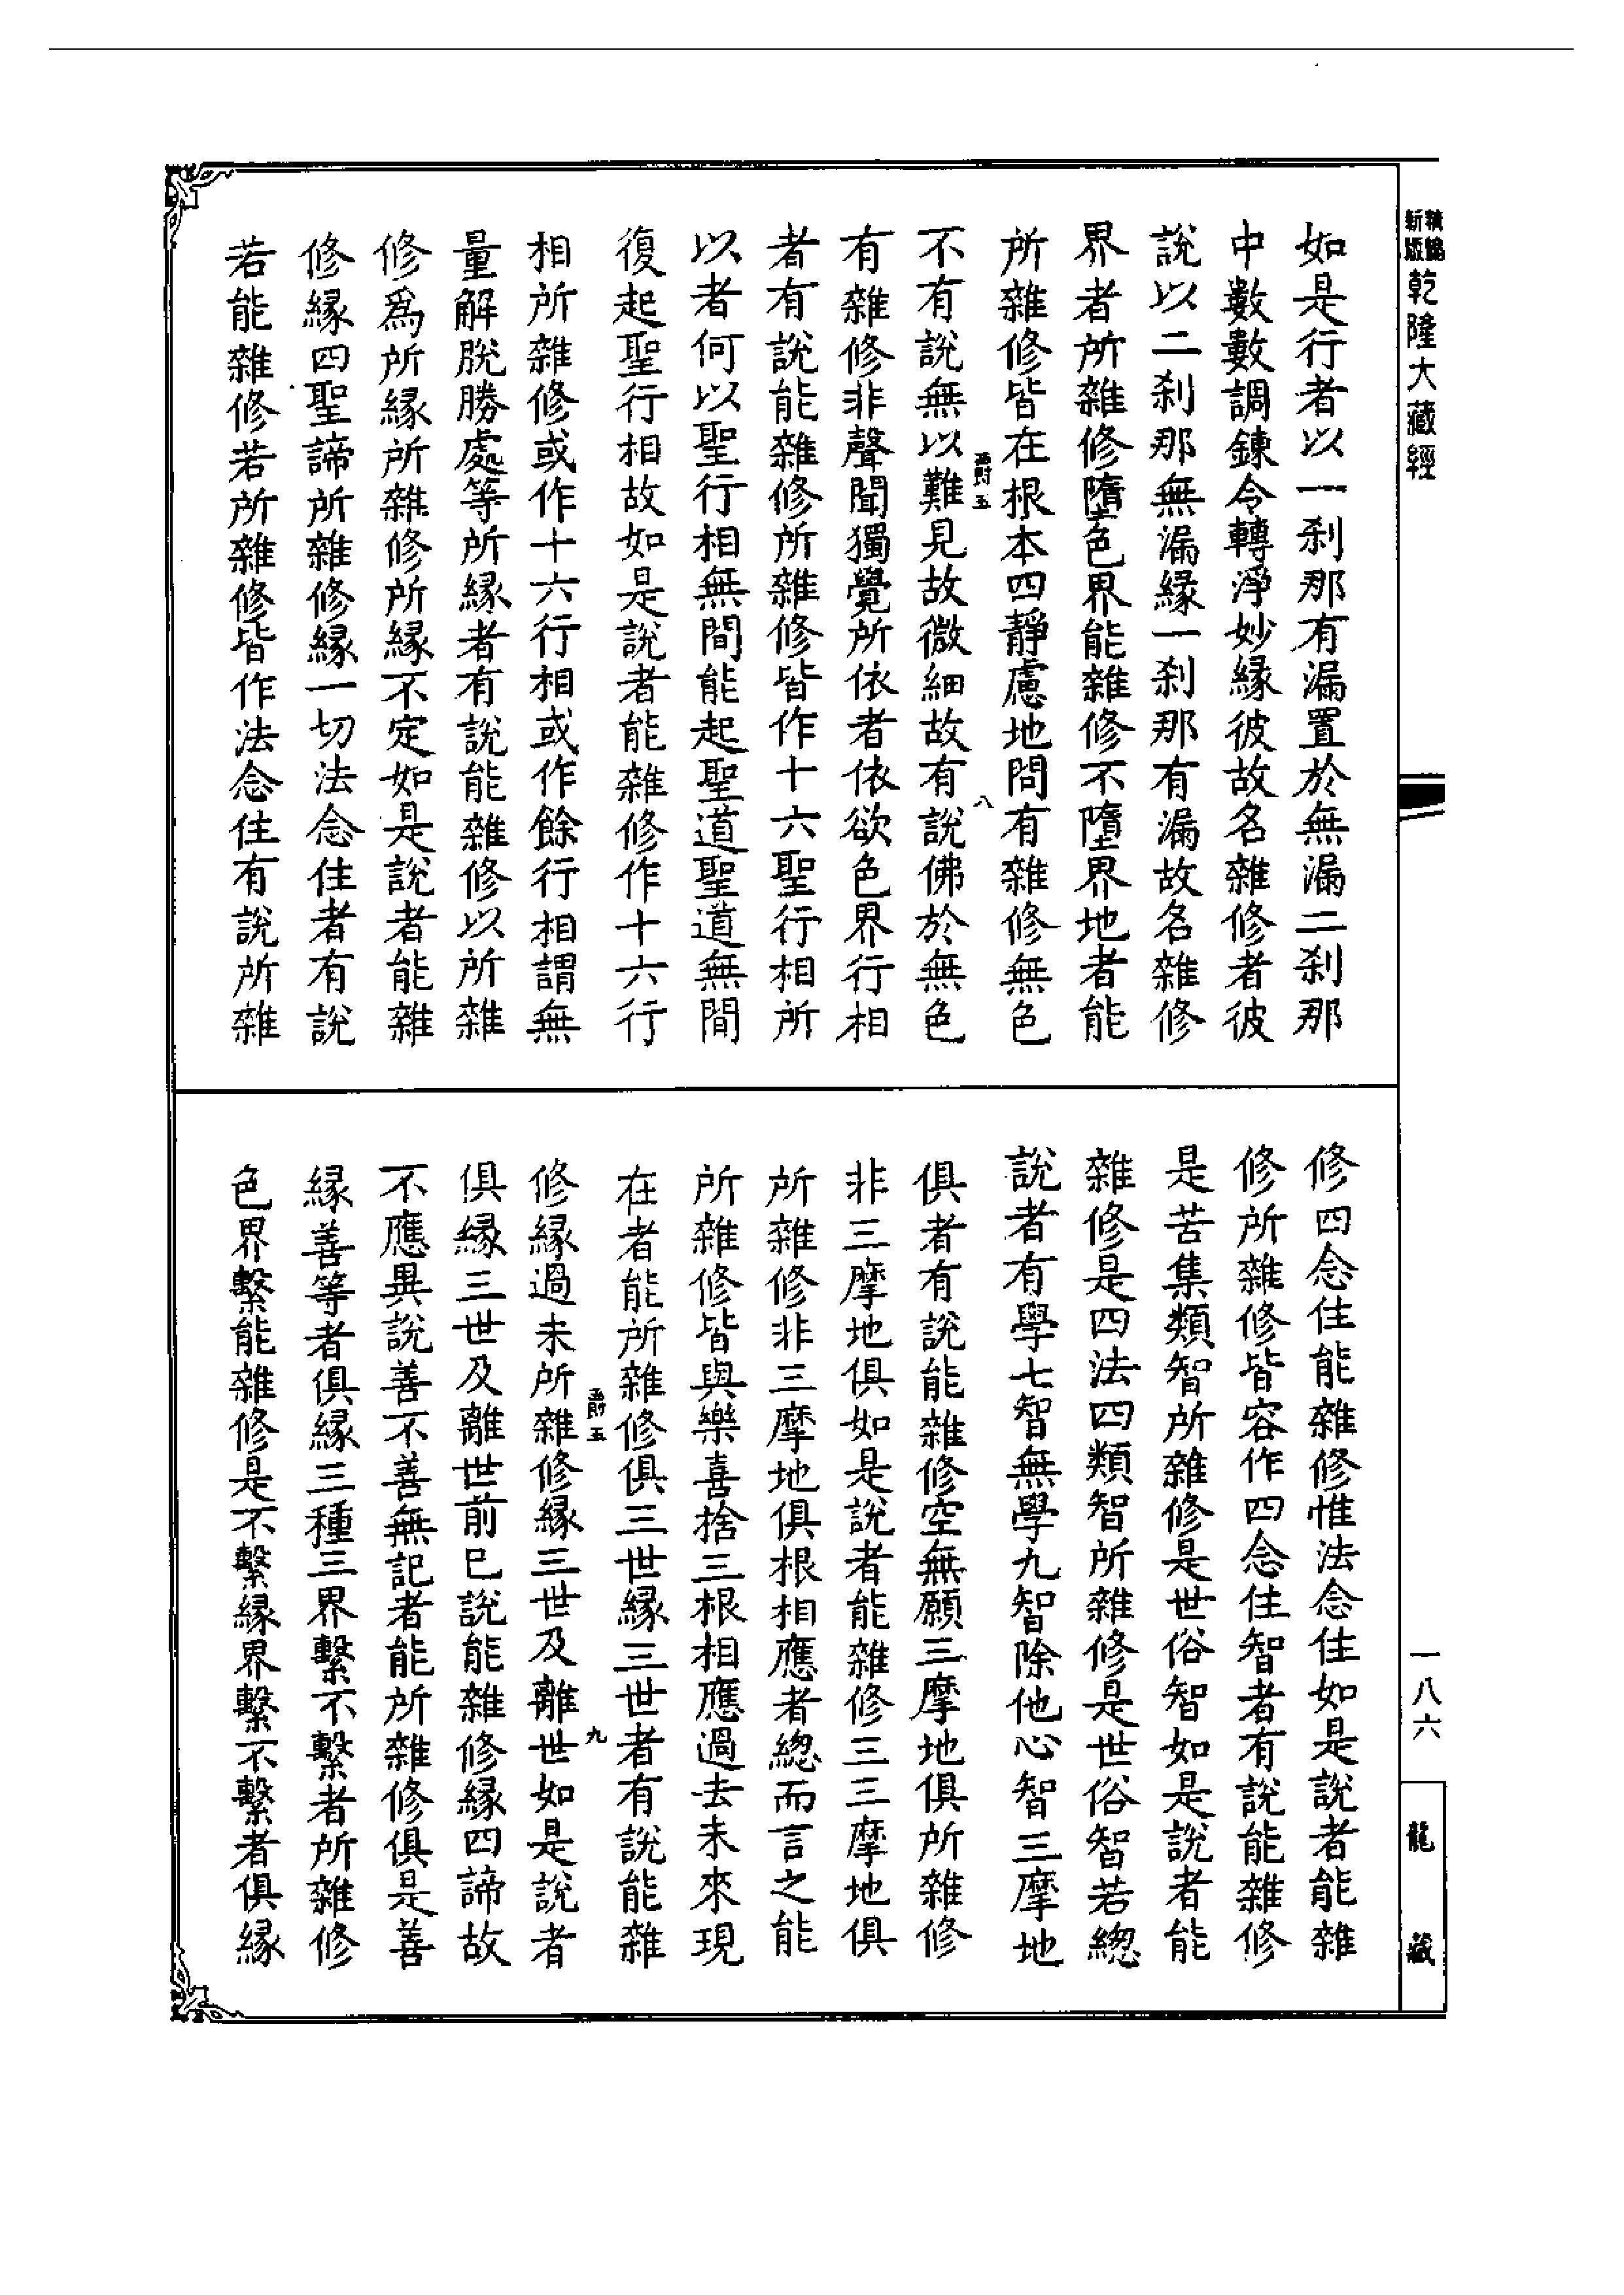 新編
新版
乾隆大藏經
如是行者以一刹那有漏置於無漏二刹那
中數數調鍊令轉淨妙緣彼故名雜修者彼
說以二刹那無漏緣一刹那有漏故名雜修
界者所雜修墮色界能雜修不墮界地者能
所雜修皆在根本四靜慮地問有雜修無色
不有說無以難見故微細故有說佛於無色
有雜修非聲聞獨覺所依者依欲色界行相
者有說能雜修所雜修皆作十六聖行相所
以者何以聖行相無間能起聖道聖道無間
復起聖行相故如是說者能雜修作十六行
相所雜修或作十六行相或作餘行相謂無
量解脫勝處等所緣者有說能雜修以所雜
修爲所緣所雜修所緣不定如是說者能雜
修緣四聖諦所雜修緣一切法念住者有說
若能雜修若所雜修皆作法念住有說所雜
修四念住能雜修惟法念住如是說者能雜
修所雜修皆容作四念住智者有說能雜修
是苦集類智所雜修是世俗智如是說者能
雜修是四法四類智所雜修是世俗智若總
說者有學七智無學九智除他心智三摩地
俱者有說能雜修空無願三摩地俱所雜修
非三摩地俱如是說者能雜修三三摩地俱
所雜修非三摩地俱根相應者總而言之能
所雜修皆與樂喜捨三根相應過去未來現
在者能所雜修俱三世緣三世者有說能雜
修緣過未所雜修緣三世及離世如是說者
俱緣三世及離世前已說能雜修緣四諦故
不應異說善不善無記者能所雜修俱是善
緣善等者俱緣三種三界繫不繫者所雜修
色界繫能雜修是不繫緣界繫不繫者俱緣
八
九
一八六
龍藏